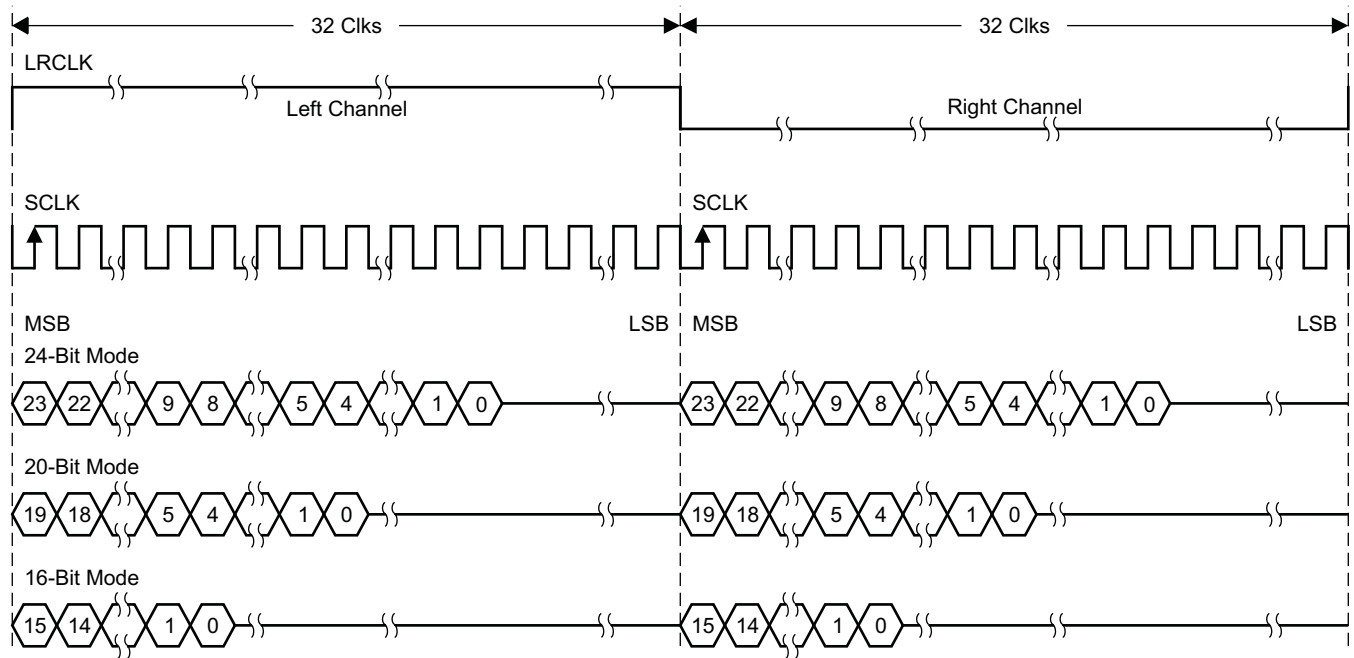 32 Clks 32 Clks
LRCLK
Left Channel Right Channel
SCLK SCLK
MSB LSB MSB LSB
24-Bit Mode
23 22 9 8 5 4 1 0 23 22 9 8 5 4 1 0
20-Bit Mode
19 18 5 4 1 0 19 18 5 4 1 0
16-Bit Mode
15 14 1 0 15 14 1 0